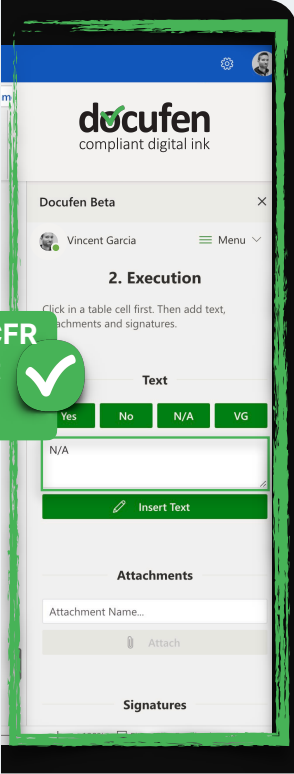 m
docufen
compliant digital ink
Docufen Beta
Vincent Garcia
Menu
2. Execution
Click in a table cell first. Then add text,
attachments and signatures.
CFR
Text
Yes
No
N/A
VG
N/A
Insert Text
Attachments
Attachment Name...
Attach
Signatures